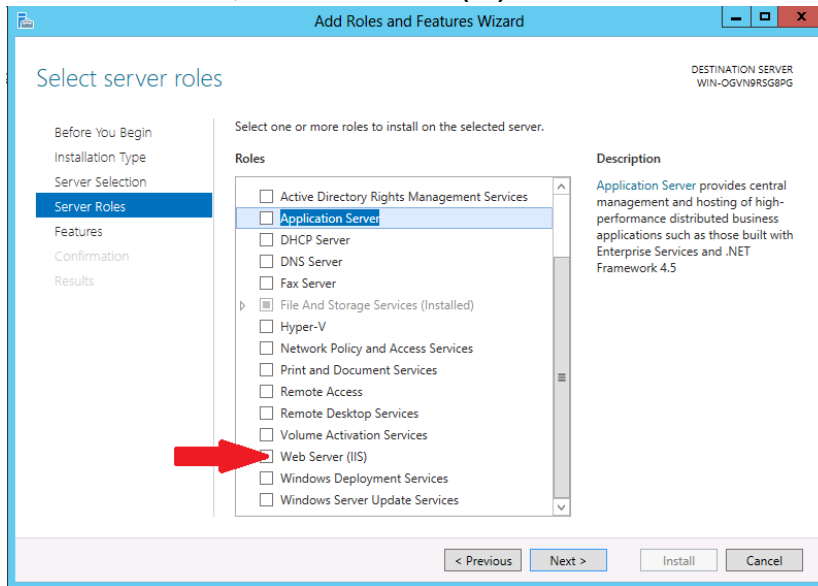 Add Roles and Features Wizard
Select server roles
DESTINATION SERVER
WIN-OGVN9RSG8PG
Before You Begin
Installation Type
Server Selection
Server Roles
Features
Confirmation
Results
Select one or more roles to install on the selected server.
Roles
Active Directory Rights Management Services
Application Server
DHCP Server
DNS Server
Fax Server
File And Storage Services (Installed)
Hyper-V
Network Policy and Access Services
Print and Document Services
Remote Access
Remote Desktop Services
Volume Activation Services
Web Server (IIS)
Windows Deployment Services
Windows Server Update Services
Description
Application Server provides central
management and hosting of high-
performance distributed business
applications such as those built with
Enterprise Services and .NET
Framework 4.5
< Previous
Next >
Install
Cancel